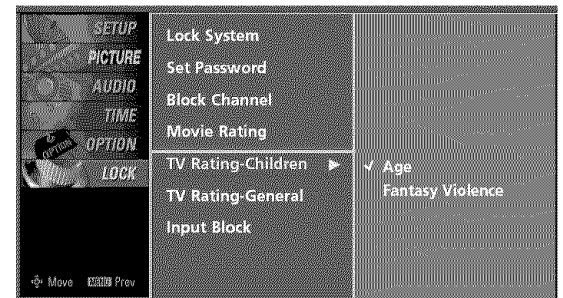 SETUP
PICTURE
AUDIO
TIME
OPTION
OPTION
LOCK
Lock System
Set Password
Block Channel
Movie Rating
TV Rating-Children ▶
TV Rating-General
Input Block
✓ Age
Fantasy Violence
Move MENU Prev